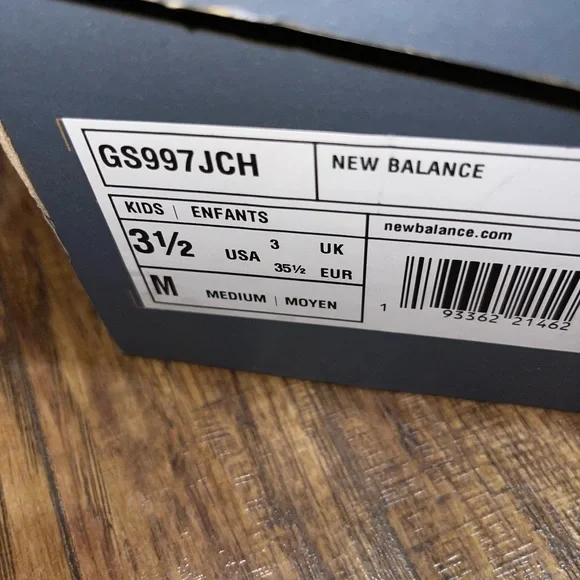 GS997JCH
NEW BALANCE
KIDS | ENFANTS
3½ USA 3 UK
35½ EUR
M MEDIUM | MOYEN
newbalance.com
1 93362 21462